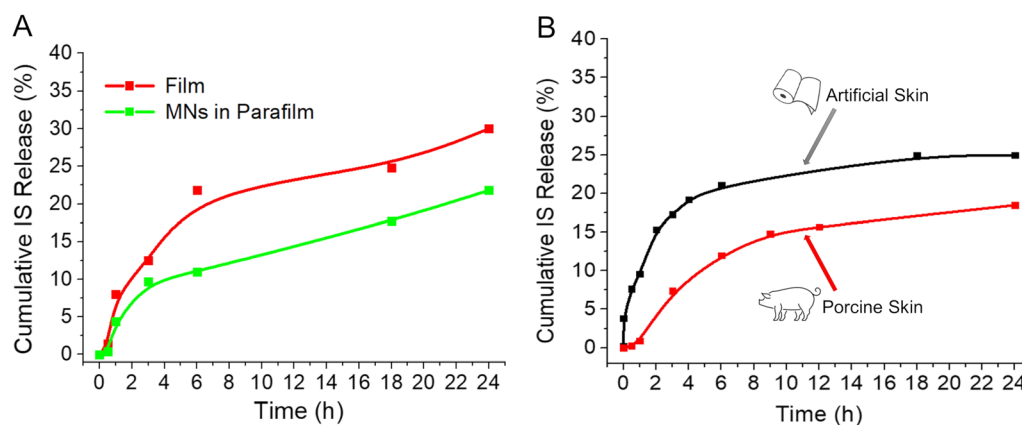 A
Cumulative IS Release (%)
40
35
30
25
20
15
10
5
0
Film
MNs in Parafilm
0 2 4 6 8 10 12 14 16 18 20 22 24
Time (h)
B
Cumulative IS Release (%)
40
35
30
25
20
15
10
5
0
Artificial Skin
Porcine Skin
0 2 4 6 8 10 12 14 16 18 20 22 24
Time (h)